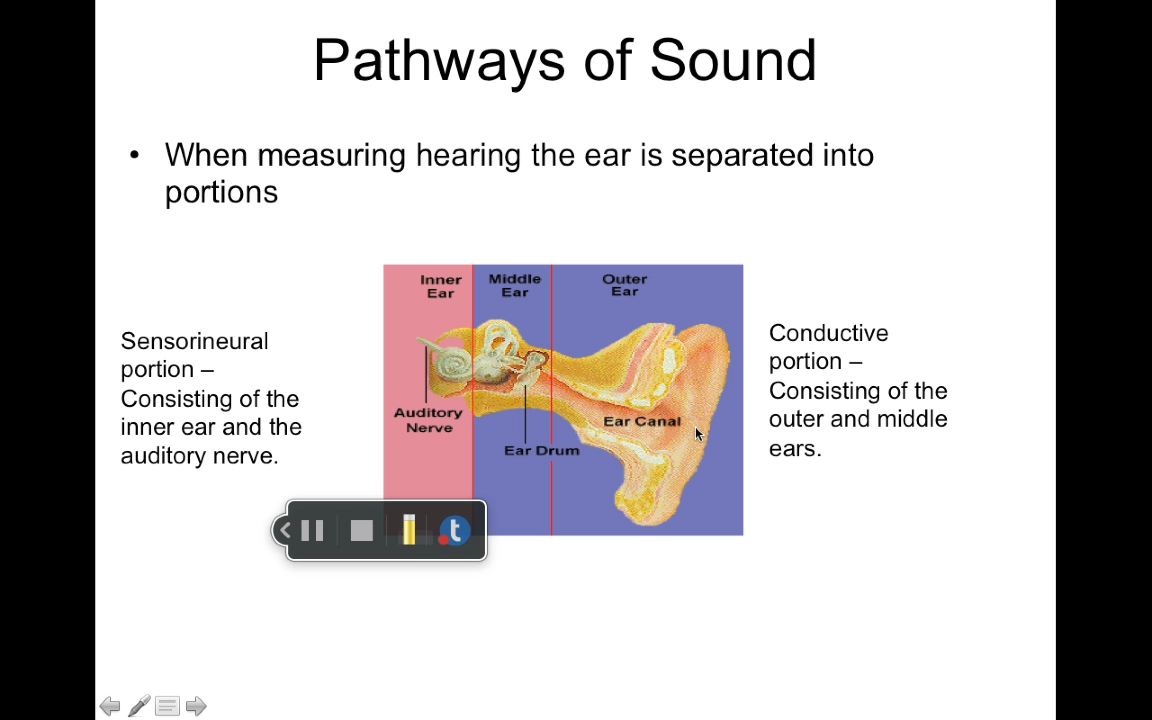 Pathways of Sound
• When measuring hearing the ear is separated into
portions
Inner
Ear
Middle
Ear
Outer
Ear
Sensorineural
portion –
Consisting of the
inner ear and the
auditory nerve.
Auditory
Nerve
Ear Drum
Ear Canal
Conductive
portion –
Consisting of the
outer and middle
ears.
t